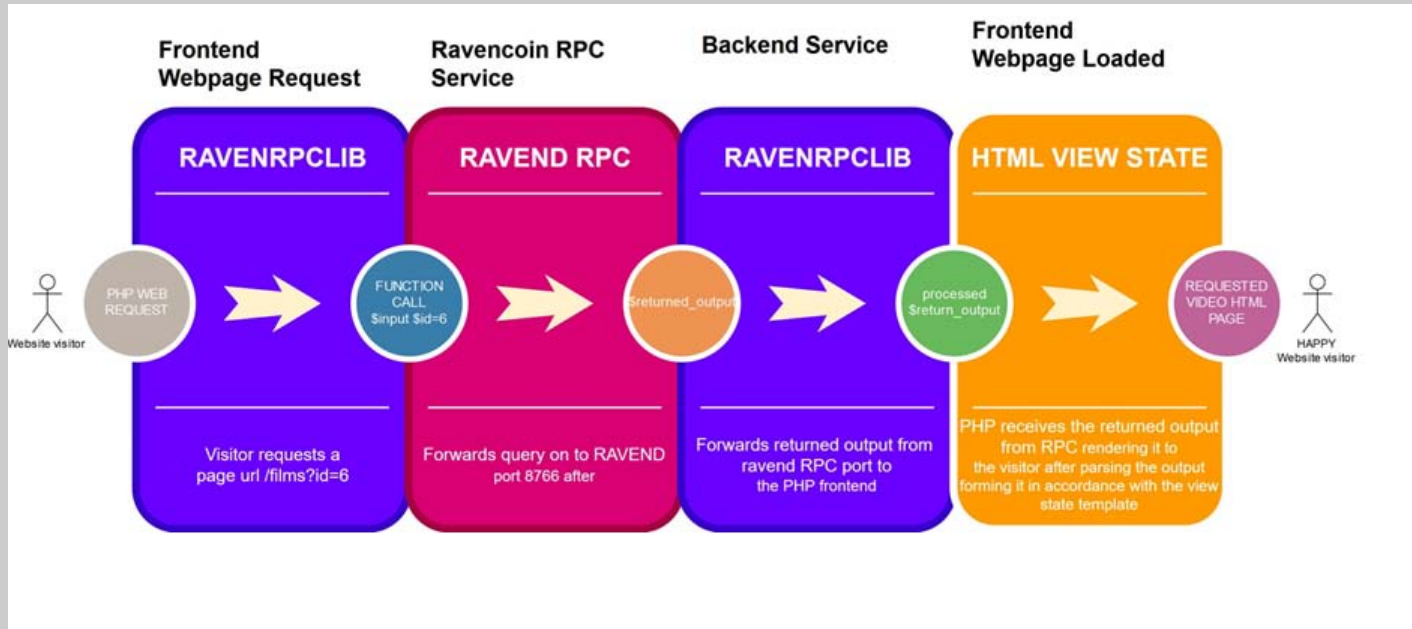 Frontend
Webpage Request
Ravencoin RPC
Service
Backend Service
Frontend
Webpage Loaded
RAVENRPCLIB
RAVEND RPC
RAVENRPCLIB
HTML VIEW STATE
Website visitor
PHP WEB
REQUEST
FUNCTION
CALL
$input $id=6
$returned_output
processed
$return_output
REQUESTED
VIDEO HTML
PAGE
HAPPY
Website visitor
Visitor requests a
page url /films?id=6
Forwards query on to RAVEND
port 8766 after
Forwards returned output from
ravend RPC port to
the PHP frontend
PHP receives the returned output
from RPC rendering it to
the visitor after parsing the output
forming it in accordance with the view
state template